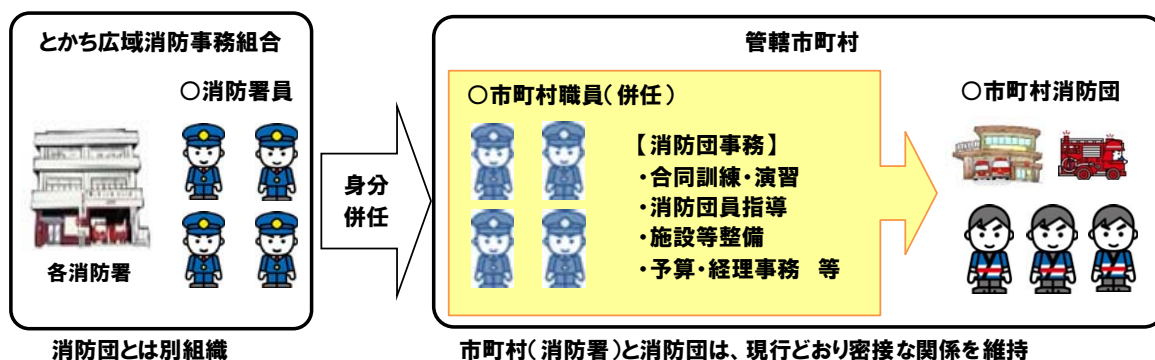 とかち広域消防事務組合
○消防署員
各消防署
消防団とは別組織
身分
併任
管轄市町村
○市町村職員(併任)
【消防団事務】
・合同訓練・演習
・消防団員指導
・施設等整備
・予算・経理事務 等
○市町村消防団
市町村(消防署)と消防団は、現行どおり密接な関係を維持